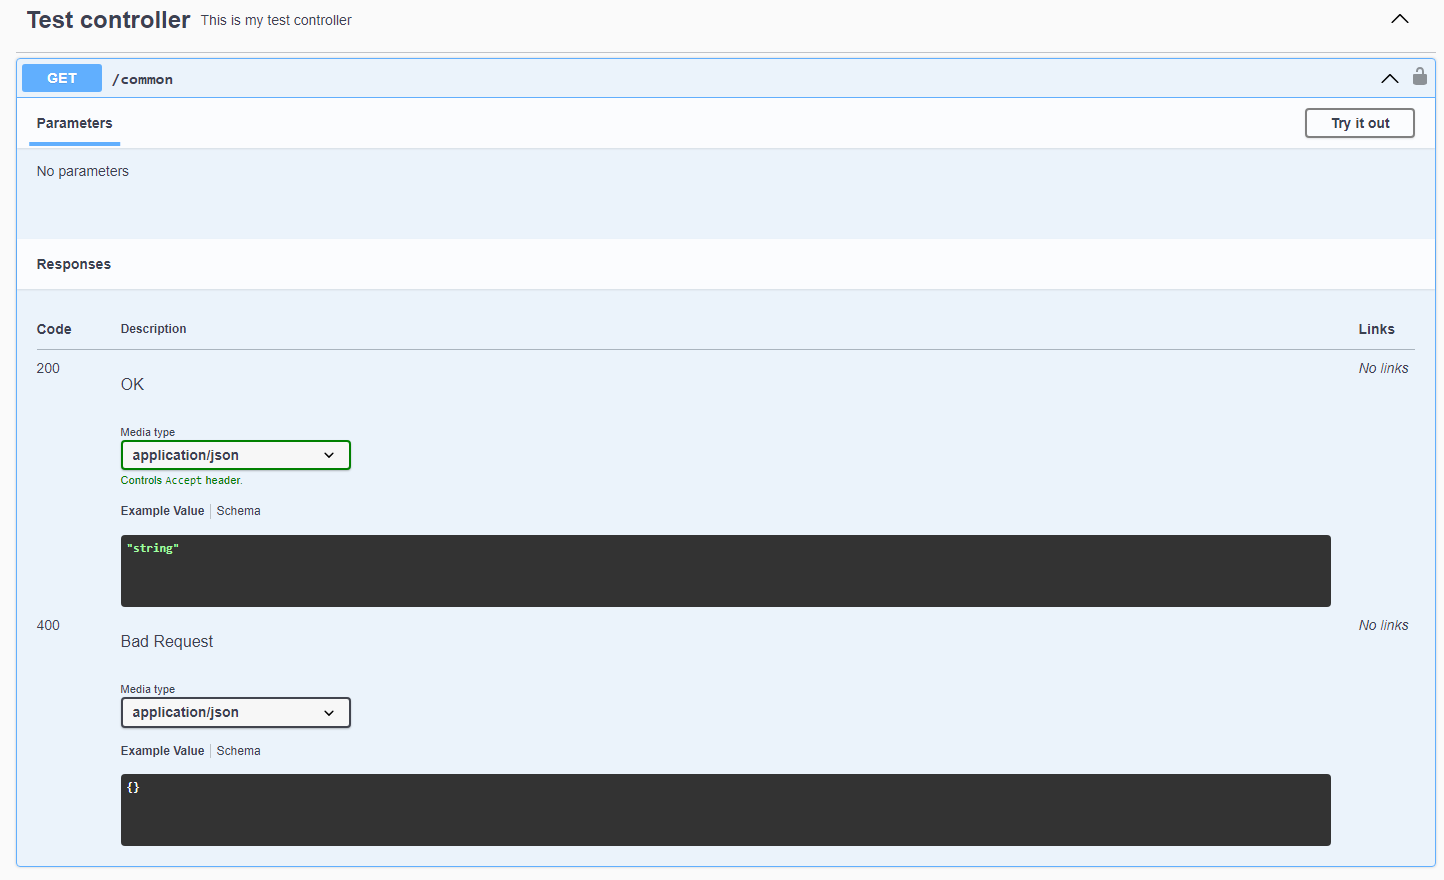 Test controller This is my test controller
GET /common
Parameters Try it out
No parameters
Responses
Code Description Links
200 No links
OK
Media type
application/json
Controls Accept header.
Example Value Schema
"string"
400 No links
Bad Request
Media type
application/json
Example Value Schema
{}